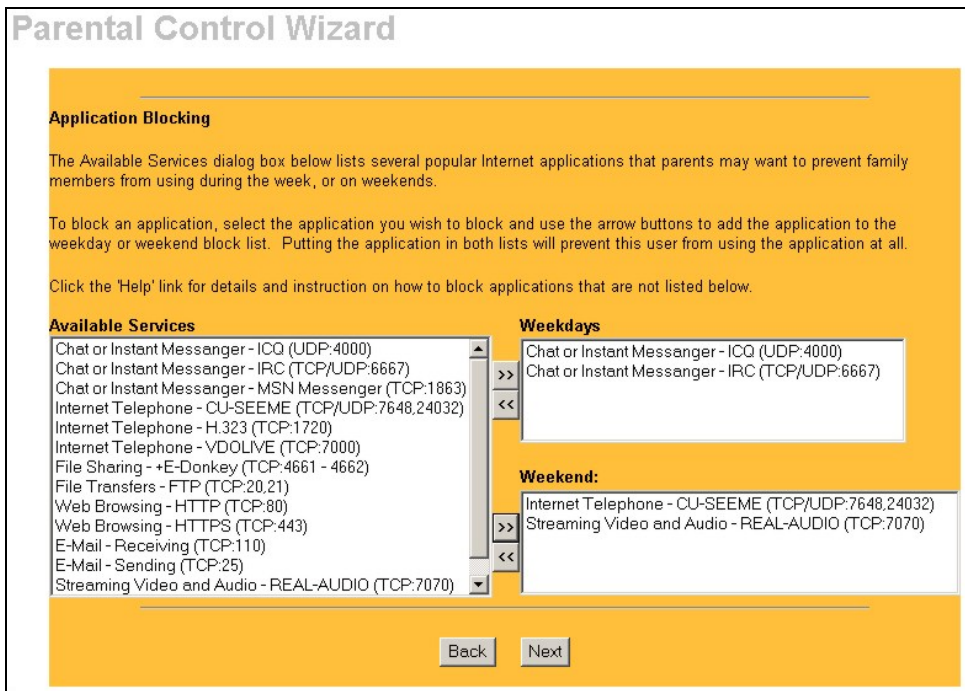 Parental Control Wizard
Application Blocking
The Available Services dialog box below lists several popular Internet applications that parents may want to prevent family
members from using during the week, or on weekends.
To block an application, select the application you wish to block and use the arrow buttons to add the application to the
weekday or weekend block list.  Putting the application in both lists will prevent this user from using the application at all.
Click the 'Help' link for details and instruction on how to block applications that are not listed below.
Available Services
Chat or Instant Messanger - ICQ (UDP:4000)
Chat or Instant Messanger - IRC (TCP/UDP:6667)
Chat or Instant Messanger - MSN Messenger (TCP:1863)
Internet Telephone - CU-SEEME (TCP/UDP:7648,24032)
Internet Telephone - H.323 (TCP:1720)
Internet Telephone - VDOLIVE (TCP:7000)
File Sharing - +E-Donkey (TCP:4661 - 4662)
File Transfers - FTP (TCP:20,21)
Web Browsing - HTTP (TCP:80)
Web Browsing - HTTPS (TCP:443)
E-Mail - Receiving (TCP:110)
E-Mail - Sending (TCP:25)
Streaming Video and Audio - REAL-AUDIO (TCP:7070)
>>
<<
>>
<<
Weekdays
Chat or Instant Messanger - ICQ (UDP:4000)
Chat or Instant Messanger - IRC (TCP/UDP:6667)
Weekend:
Internet Telephone - CU-SEEME (TCP/UDP:7648,24032)
Streaming Video and Audio - REAL-AUDIO (TCP:7070)
Back
Next